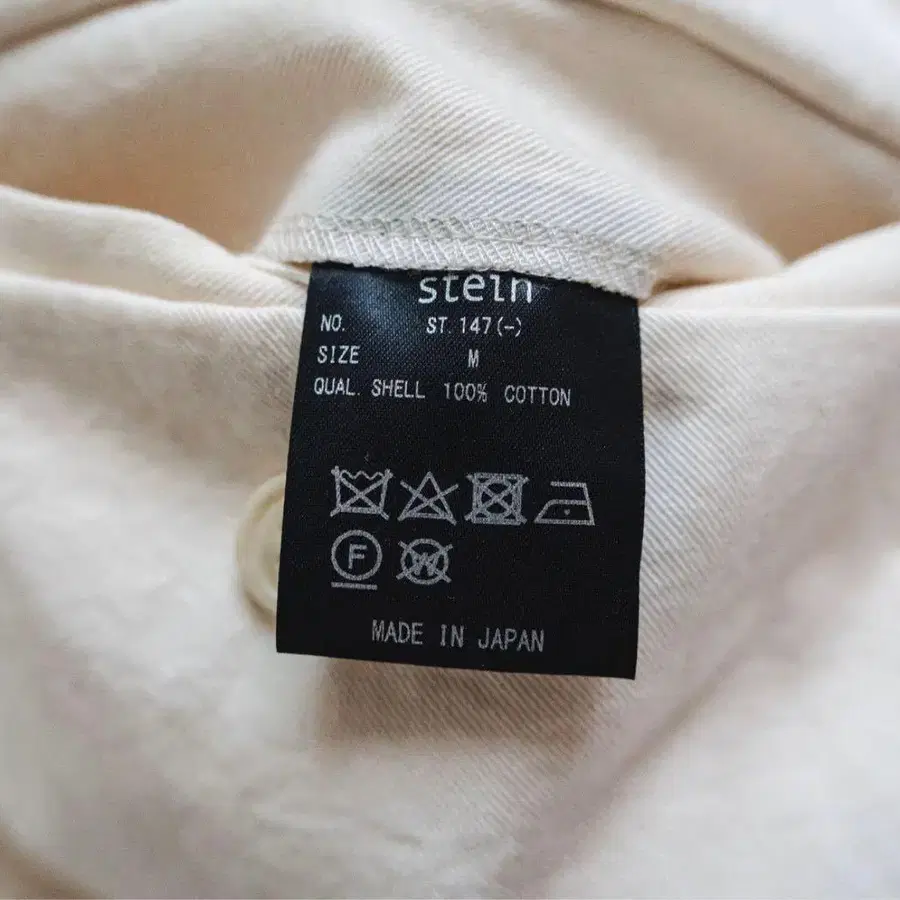 stein
NO. ST.147(-)
SIZE M
QUAL. SHELL 100% COTTON
F
W
MADE IN JAPAN